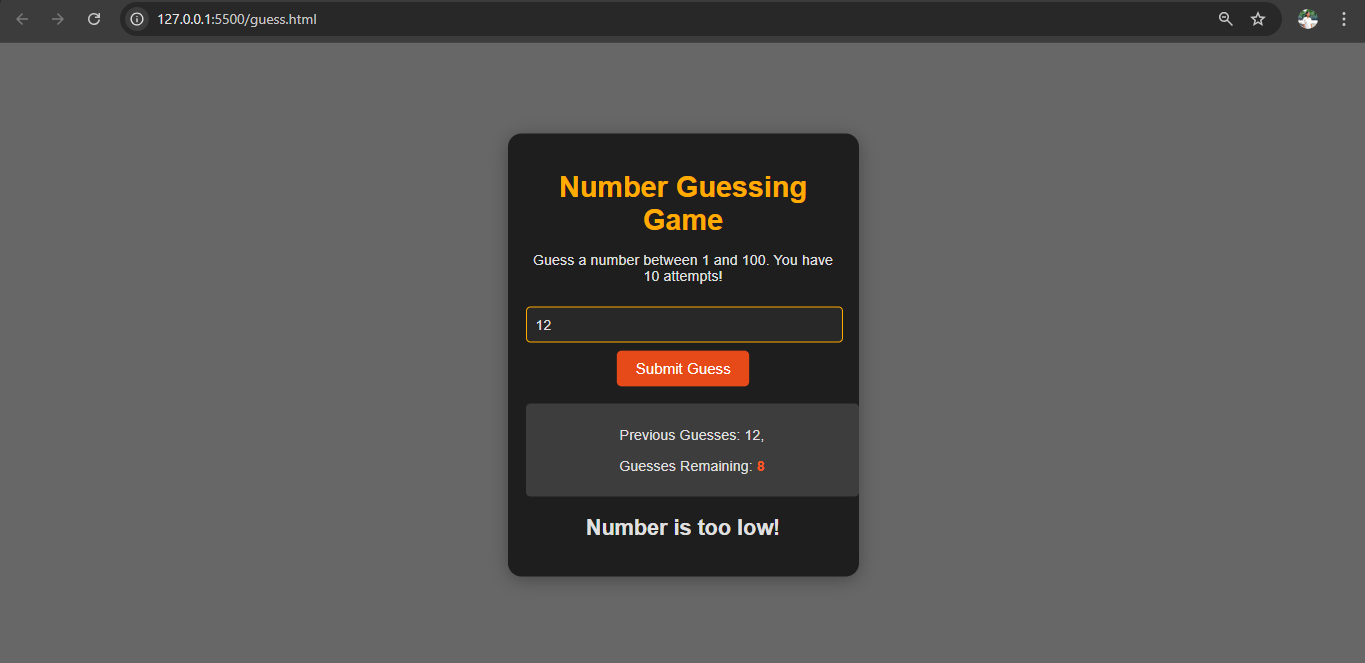 127.0.0.1:5500/guess.html
Number Guessing
Game
Guess a number between 1 and 100. You have
10 attempts!
12
Submit Guess
Previous Guesses: 12,
Guesses Remaining: 8
Number is too low!